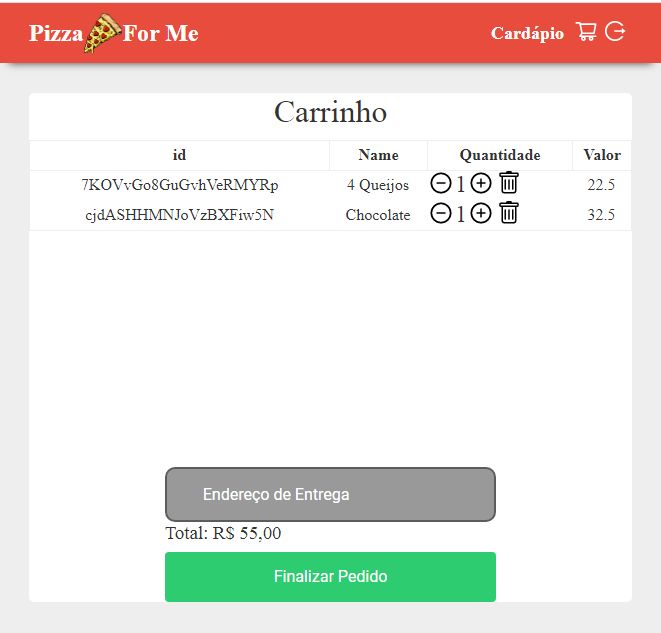 Pizza For Me
Cardápio
Carrinho
id Name Quantidade Valor
7KOVvGo8GuGvhVeRMYRp 4 Queijos 1 22.5
cjdASHHMNJoVzBXFiw5N Chocolate 1 32.5
Endereço de Entrega
Total: R$ 55,00
Finalizar Pedido